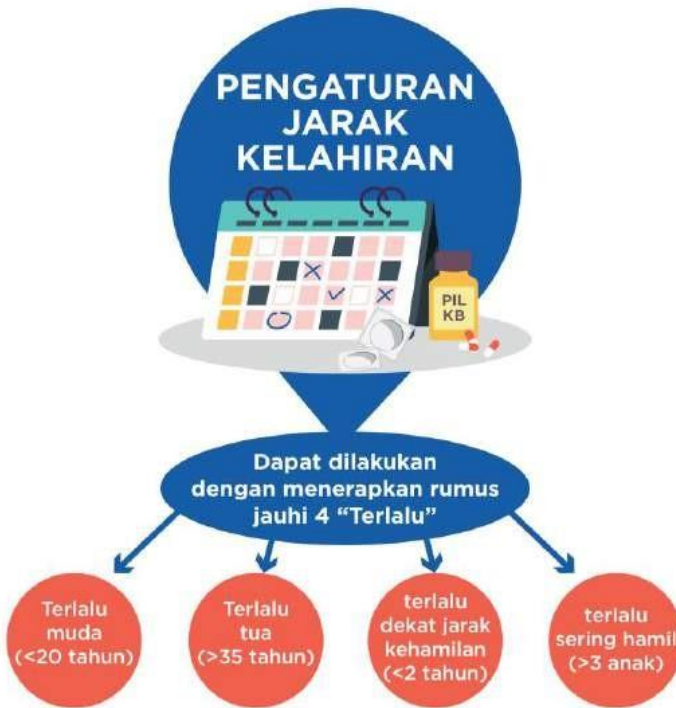 PENGATURAN
JARAK
KELAHIRAN
PIL
KB
Dapat dilakukan
dengan menerapkan rumus
jauhi 4 “Terlalu”
Terlalu
muda
(<20 tahun)
Terlalu
tua
(>35 tahun)
terlalu
dekat jarak
kehamilan
(<2 tahun)
terlalu
sering hamil
(>3 anak)